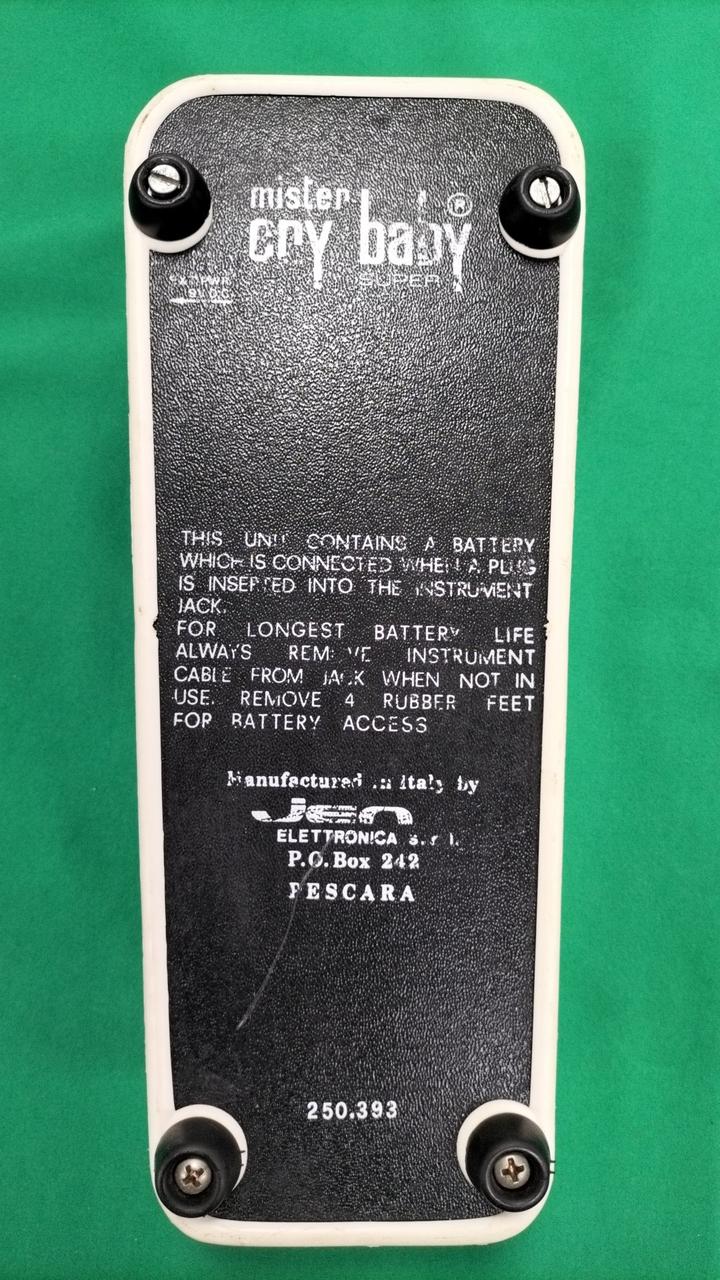 mister
cry baby ®
SUPER
THIS UNIT CONTAINS A BATTERY
WHICH IS CONNECTED WHEN A PLUG
IS INSERTED INTO THE INSTRUMENT
JACK.
FOR LONGEST BATTERY LIFE
ALWAYS REMOVE INSTRUMENT
CABLE FROM JACK WHEN NOT IN
USE. REMOVE 4 RUBBER FEET
FOR BATTERY ACCESS
Manufactured in Italy by
Jen
ELETTRONICA s.r.l.
P.O.Box 242
PESCARA
250.393